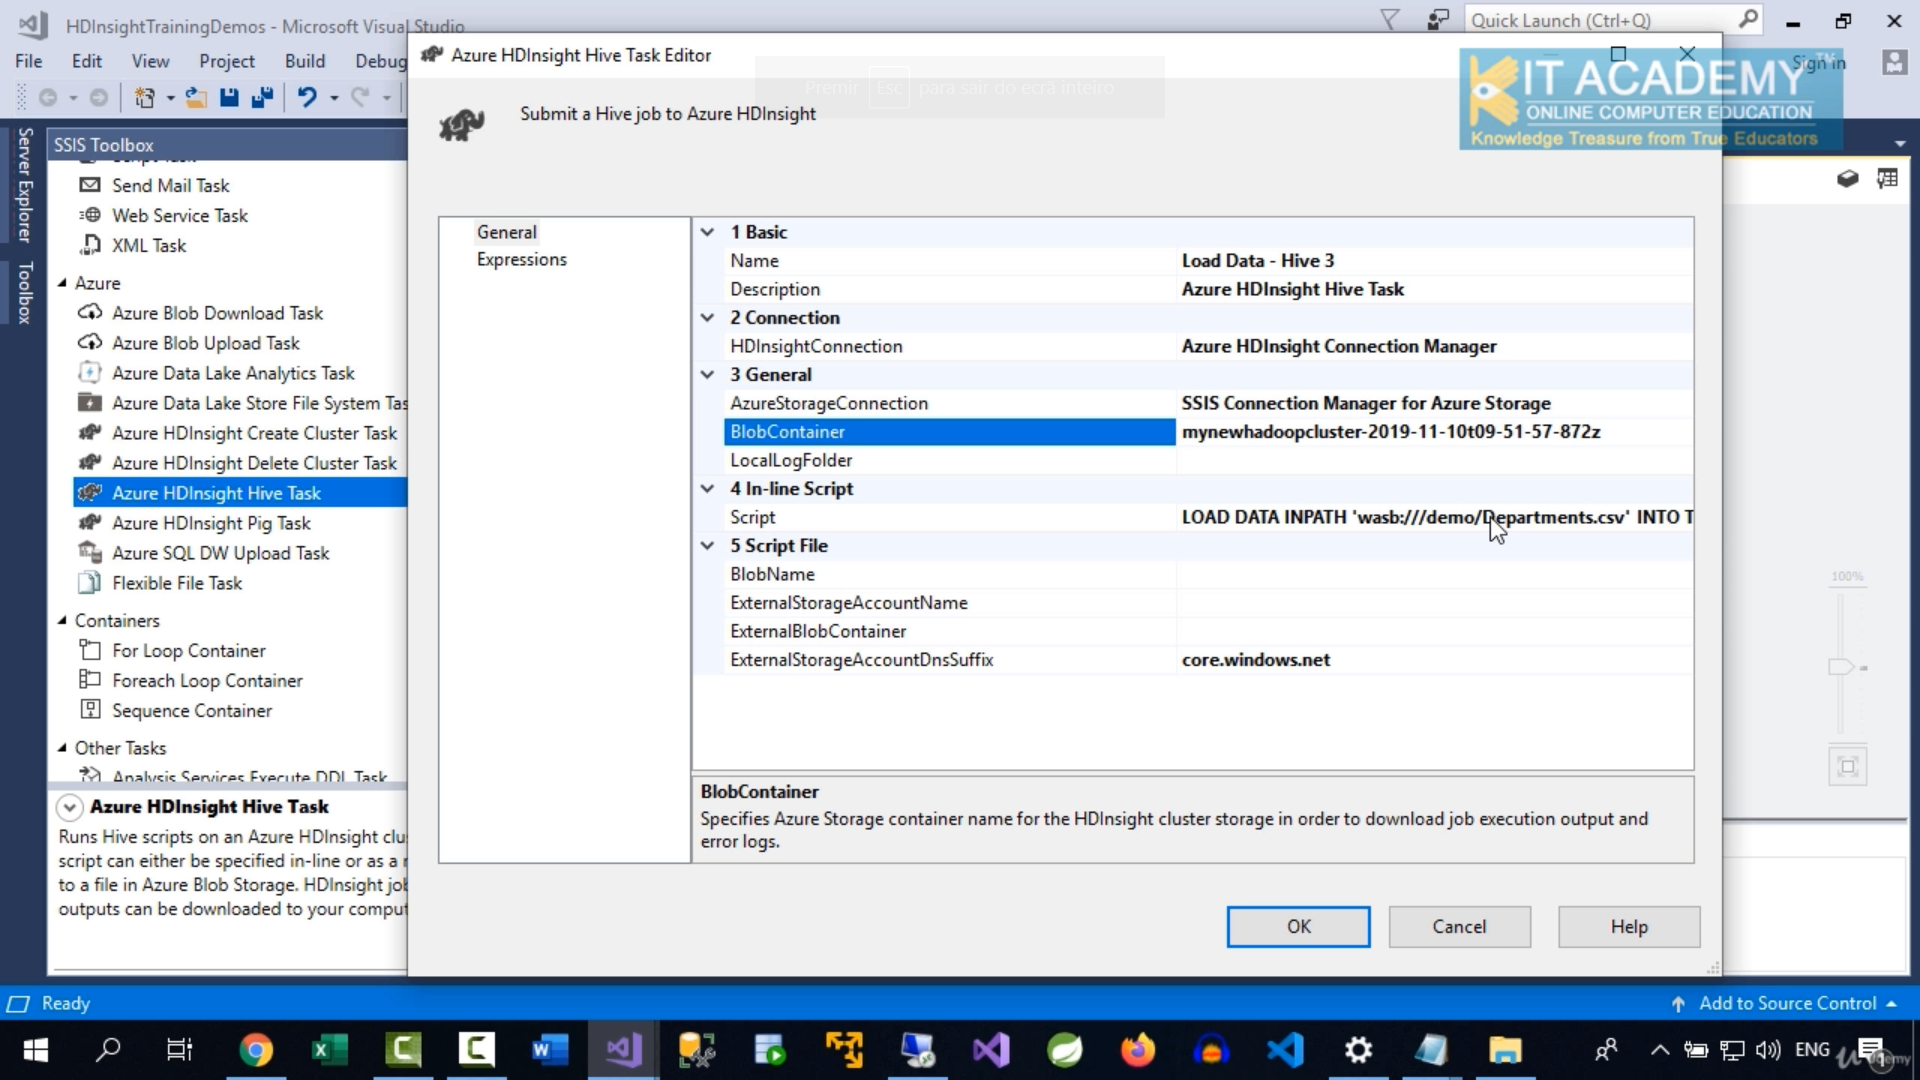 HDInsightTrainingDemos - Microsoft Visual Studio
Quick Launch (Ctrl+Q)
File Edit View Project Build Debug
Sign in
Azure HDInsight Hive Task Editor
Premir Esc para sair do ecrã inteiro
KIT ACADEMY™
ONLINE COMPUTER EDUCATION
Knowledge Treasure from True Educators
Submit a Hive job to Azure HDInsight
Server Explorer
Toolbox
SSIS Toolbox
Script Task
Send Mail Task
Web Service Task
XML Task
Azure
Azure Blob Download Task
Azure Blob Upload Task
Azure Data Lake Analytics Task
Azure Data Lake Store File System Tas
Azure HDInsight Create Cluster Task
Azure HDInsight Delete Cluster Task
Azure HDInsight Hive Task
Azure HDInsight Pig Task
Azure SQL DW Upload Task
Flexible File Task
Containers
For Loop Container
Foreach Loop Container
Sequence Container
Other Tasks
Analysis Services Execute DDL Task
Azure HDInsight Hive Task
Runs Hive scripts on an Azure HDInsight clu
script can either be specified in-line or as a r
to a file in Azure Blob Storage. HDInsight job
outputs can be downloaded to your comput
General
Expressions
1 Basic
Name Load Data - Hive 3
Description Azure HDInsight Hive Task
2 Connection
HDInsightConnection Azure HDInsight Connection Manager
3 General
AzureStorageConnection SSIS Connection Manager for Azure Storage
BlobContainer mynewhadoopcluster-2019-11-10t09-51-57-872z
LocalLogFolder
4 In-line Script
Script LOAD DATA INPATH 'wasb:///demo/Departments.csv' INTO T
5 Script File
BlobName
ExternalStorageAccountName
ExternalBlobContainer
ExternalStorageAccountDnsSuffix core.windows.net
BlobContainer
Specifies Azure Storage container name for the HDInsight cluster storage in order to download job execution output and
error logs.
OK Cancel Help
100%
Ready
Add to Source Control
ENG
udemy